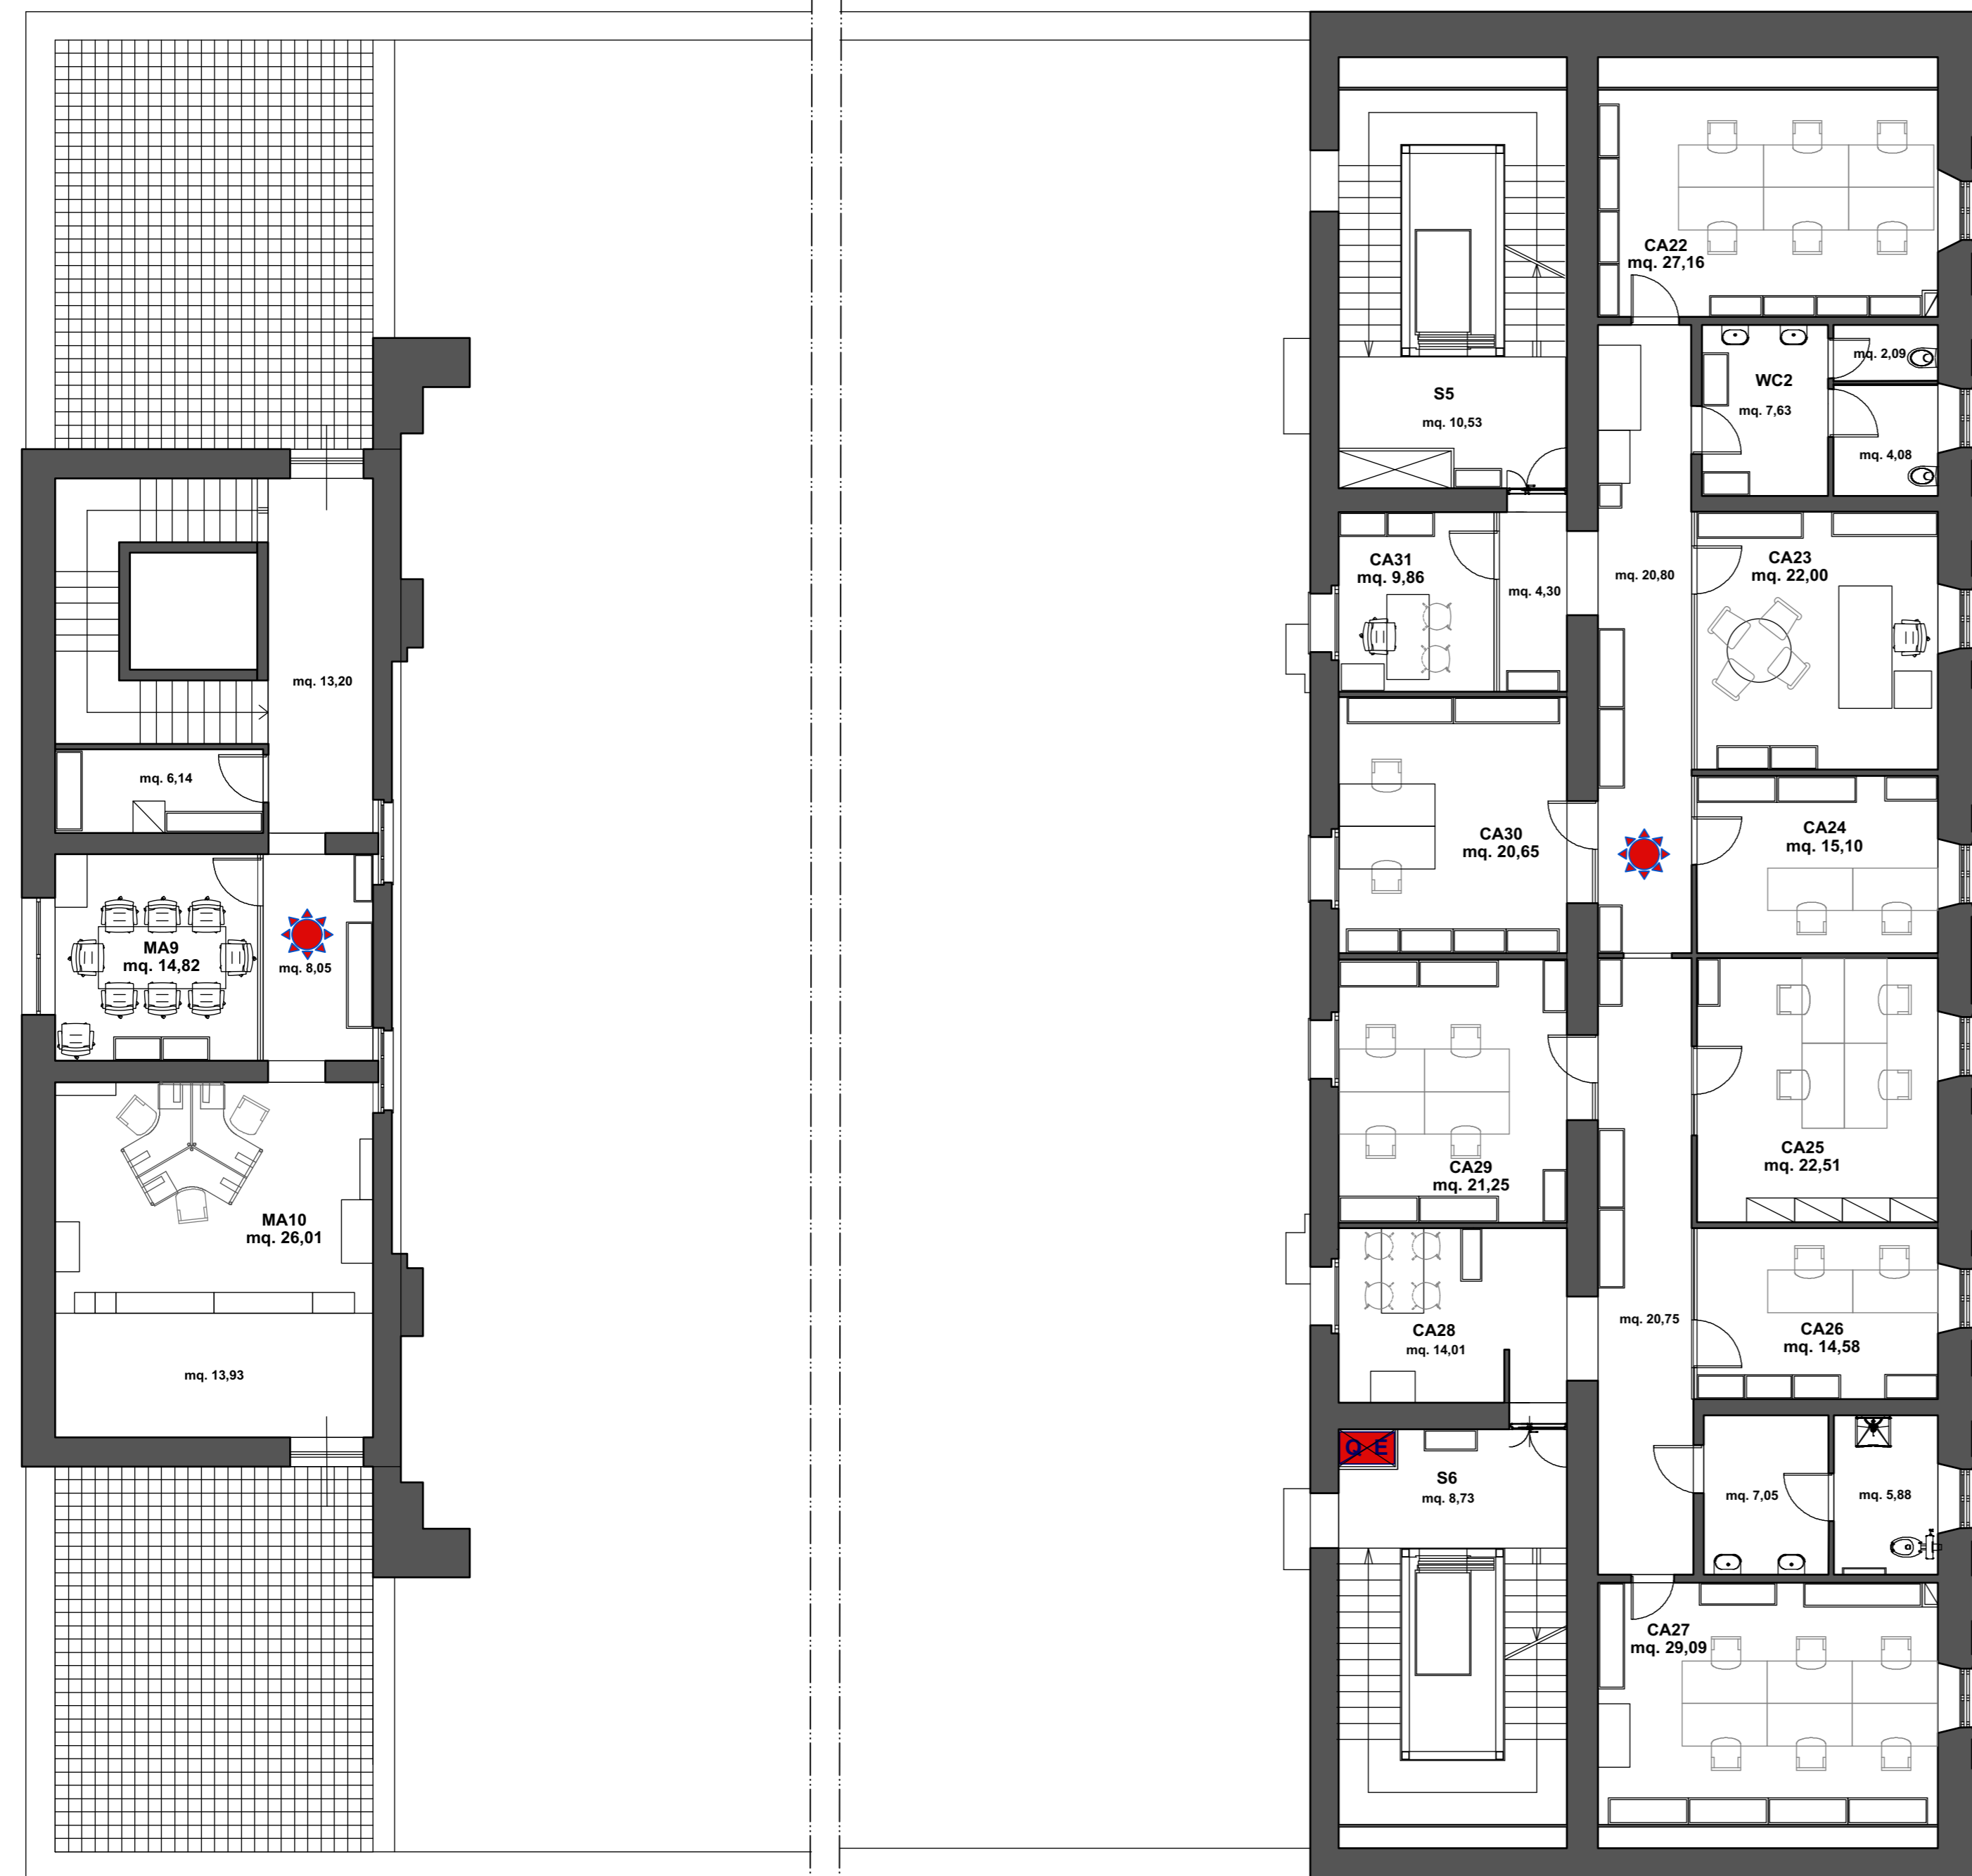 mq. 13,20
mq. 6,14
MA9
mq. 14,82
mq. 8,05
MA10
mq. 26,01
mq. 13,93
CA22
mq. 27,16
mq. 2,09
WC2
mq. 7,63
mq. 4,08
S5
mq. 10,53
CA31
mq. 9,86
mq. 4,30
mq. 20,80
CA23
mq. 22,00
CA30
mq. 20,65
CA24
mq. 15,10
CA29
mq. 21,25
CA25
mq. 22,51
CA28
mq. 14,01
mq. 20,75
CA26
mq. 14,58
Q E
S6
mq. 8,73
mq. 7,05
mq. 5,88
CA27
mq. 29,09